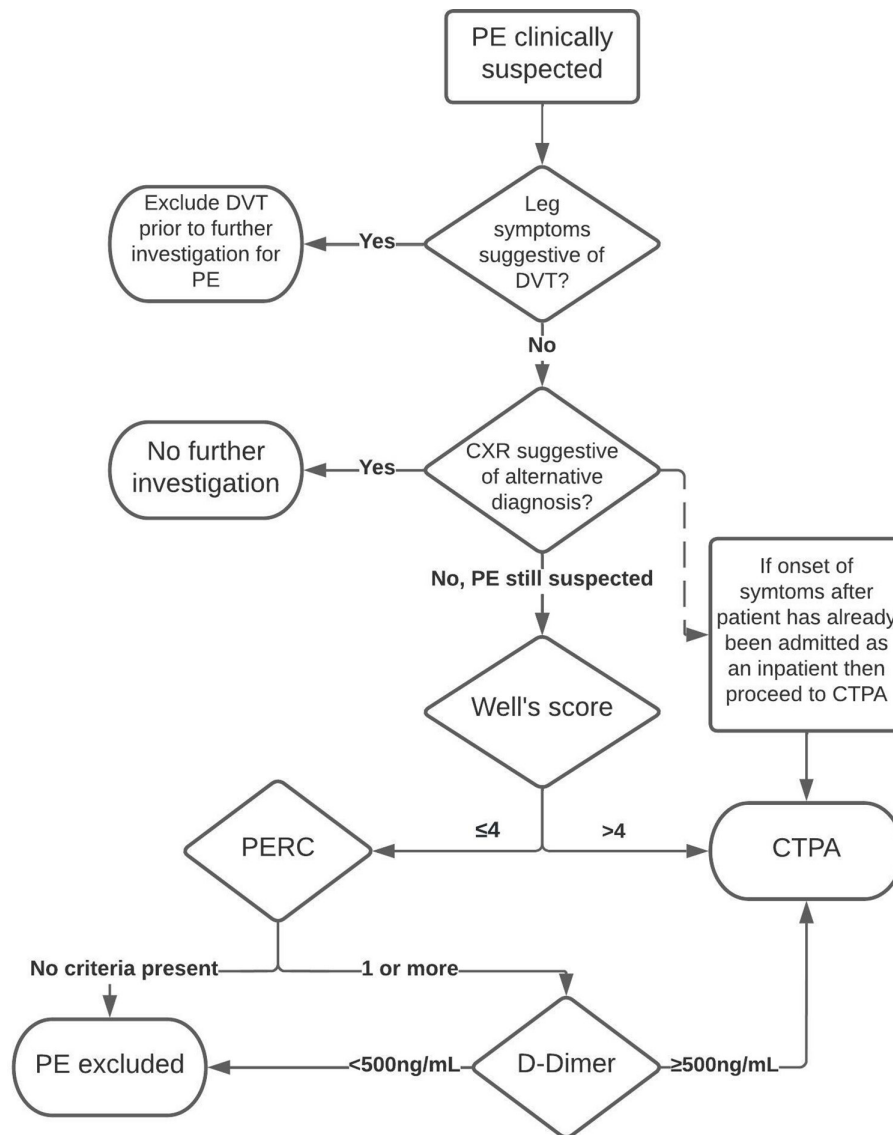 PE clinically
suspected
Leg
symptoms
suggestive of
DVT?
Yes
Exclude DVT
prior to further
investigation for
PE
No
CXR suggestive
of alternative
diagnosis?
Yes
No further
investigation
No, PE still suspected
If onset of
symtoms after
patient has already
been admitted as
an inpatient then
proceed to CTPA
Well's score
≤4
>4
PERC
CTPA
No criteria present
1 or more
PE excluded
<500ng/mL
D-Dimer
≥500ng/mL